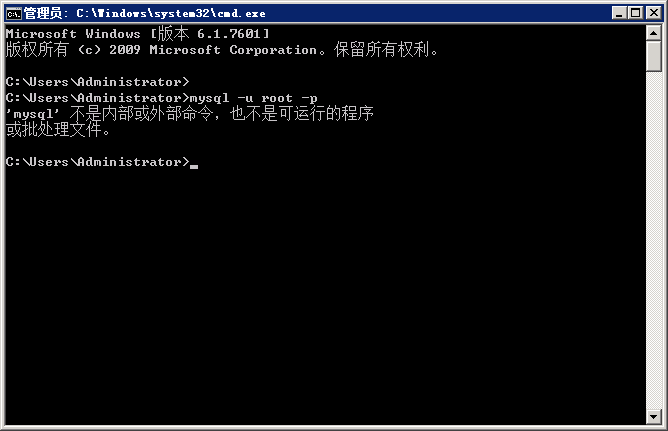 管理员: C:\Windows\system32\cmd.exe
Microsoft Windows [版本 6.1.7601]
版权所有 (c) 2009 Microsoft Corporation。保留所有权利。
C:\Users\Administrator>
C:\Users\Administrator>mysql -u root -p
'mysql' 不是内部或外部命令，也不是可运行的程序
或批处理文件。
C:\Users\Administrator>_